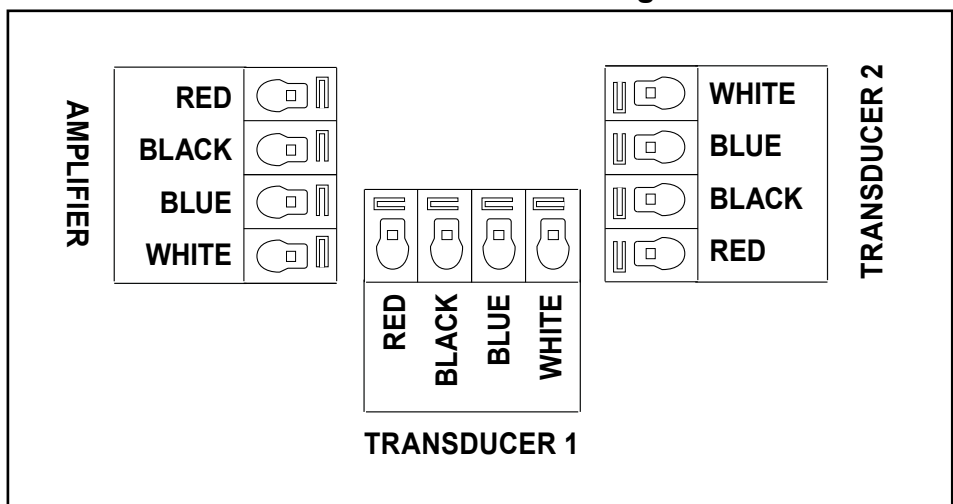 AMPLIFIER
RED
BLACK
BLUE
WHITE
RED
BLACK
BLUE
WHITE
TRANSDUCER 1
WHITE
BLUE
BLACK
RED
TRANSDUCER 2